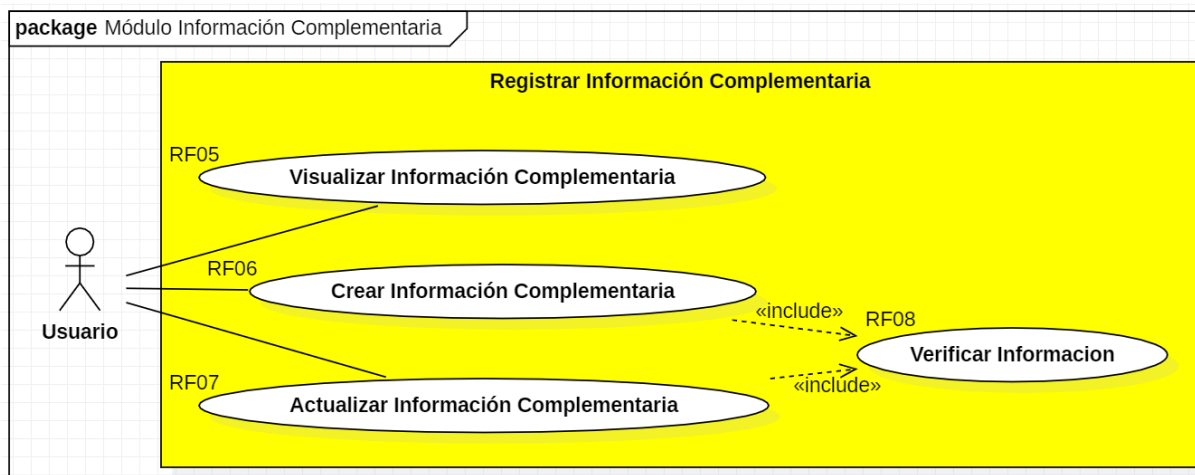 package Módulo Información Complementaria
Registrar Información Complementaria
RF05
Visualizar Información Complementaria
RF06
Crear Información Complementaria
«include»
RF08
Verificar Informacion
Usuario
RF07
Actualizar Información Complementaria
«include»